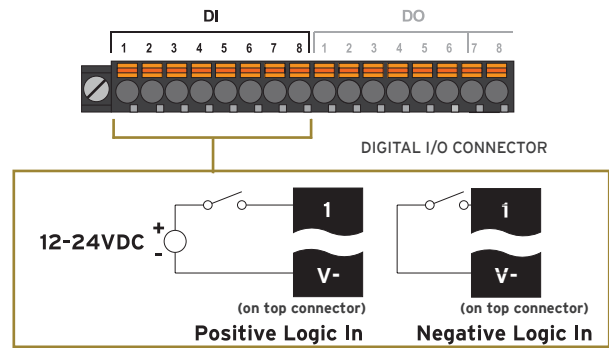 DI DO
1 2 3 4 5 6 7 8 1 2 3 4 5 6 7 8
DIGITAL I/O CONNECTOR
12-24VDC + -
1
V-
(on top connector)
Positive Logic In
1
V-
(on top connector)
Negative Logic In